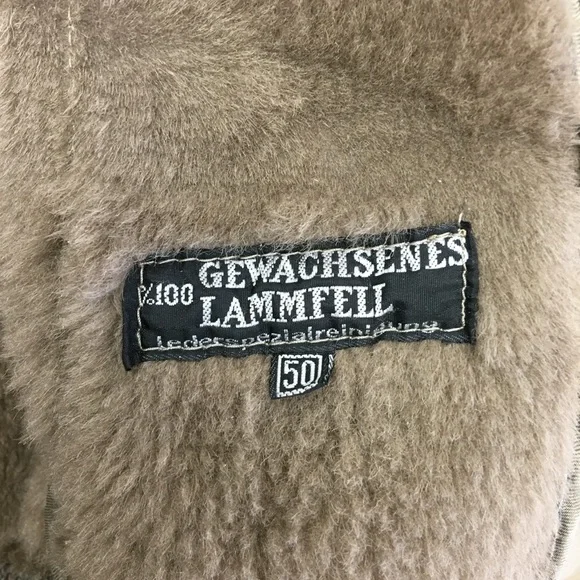 %100 GEWACHSENES
LAMMFELL
Lederspezialreinigung
50